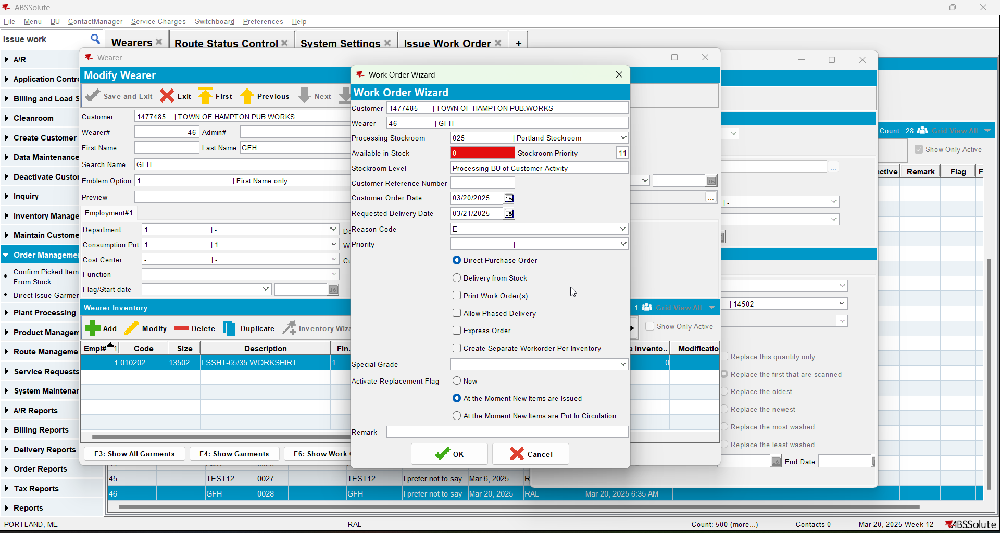 ABSSolute
File Menu BU ContactManager Service Charges Switchboard Preferences Help
issue work
Wearers
Route Status Control
System Settings
Issue Work Order
+
A/R
Application Contro
Billing and Load S
Cleanroom
Create Customer
Data Maintenance
Deactivate Custo
Inquiry
Inventory Manage
Maintain Custome
Order Managemen
Confirm Picked Item
From Stock
Direct Issue Garmen
Plant Processing
Product Managem
Route Manageme
Service Requests
System Maintenan
A/R Reports
Billing Reports
Delivery Reports
Order Reports
Tax Reports
Reports
Wearer
Modify Wearer
Save and Exit Exit First Previous Next
Customer 1477485 | TOWN OF HAMPTON PUB.WORKS
Wearer# 46 Admin#
First Name Last Name GFH
Search Name GFH
Emblem Option 1 | First Name only
Preview
...
Employment#1
Department 1 | -
Consumption Pnt 1 | 1
Cost Center - | -
Function
Flag/Start date
Wearer Inventory
: 1 Grid View All
Add Modify Delete Duplicate Inventory Wiza
Show Only Active
Empl# 1 Code Size Description Fin.
a Invento... Modificatio
1 010202 13502 LSSHT-65/35 WORKSHIRT 1 0
F3: Show All Garments F4: Show Garments F6: Show Work
Work Order Wizard
Work Order Wizard
Customer 1477485 | TOWN OF HAMPTON PUB.WORKS
Wearer 46 | GFH
Processing Stockroom 025 | Portland Stockroom
Available in Stock 0 Stockroom Priority 11
Stockroom Level Processing BU of Customer Activity
Customer Reference Number
Customer Order Date 03/20/2025 16
Requested Delivery Date 03/21/2025 16
Reason Code E
Priority - |
Direct Purchase Order
Delivery from Stock
Print Work Order(s)
Allow Phased Delivery
Express Order
Create Separate Workorder Per Inventory
Special Grade
Activate Replacement Flag Now
At the Moment New Items are Issued
At the Moment New Items are Put In Circulation
Remark
OK Cancel
...
| -
| 14502
Replace this quantity only
Replace the first that are scanned
Replace the oldest
Replace the newest
Replace the most washed
Replace the least washed
16 End Date
Count : 28 Grid View All
Show Only Active
ctive Remark Flag F
45 TEST12 0027 TEST12 I prefer not to say Mar 6, 2025 R
46 GFH 0028 GFH I prefer not to say Mar 20, 2025 RAL Mar 20, 2025 6:35 AM
PORTLAND, ME - - RAL Count: 500 (more...) Contacts 0 Mar 20, 2025 Week 12 ABSSolute